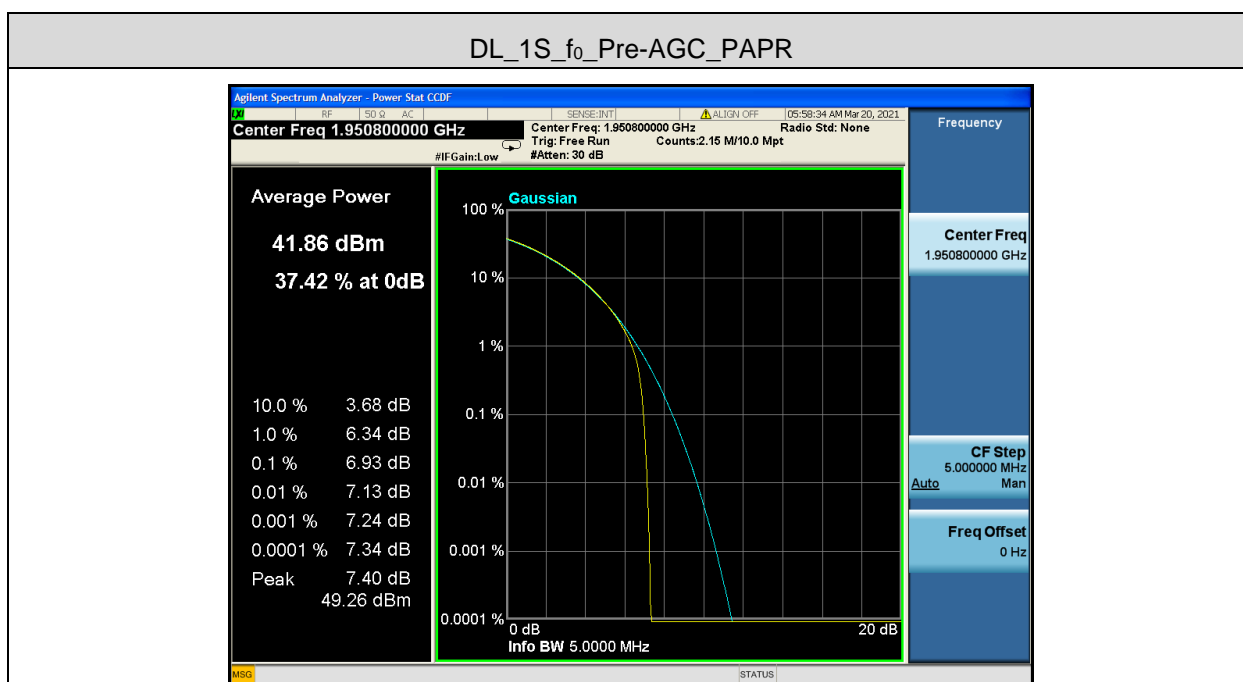 DL_1S_f0_Pre-AGC_PAPR
Agilent Spectrum Analyzer - Power Stat CCDF
LXI RF 50 Ω AC SENSE:INT ALIGN OFF 05:58:34 AM Mar 20, 2021
Center Freq 1.950800000 GHz
Center Freq: 1.950800000 GHz Radio Std: None
Trig: Free Run Counts:2.15 M/10.0 Mpt
#IFGain:Low #Atten: 30 dB
Average Power
41.86 dBm
37.42 % at 0dB
10.0 % 3.68 dB
1.0 % 6.34 dB
0.1 % 6.93 dB
0.01 % 7.13 dB
0.001 % 7.24 dB
0.0001 % 7.34 dB
Peak 7.40 dB
49.26 dBm
Gaussian
100 %
10 %
1 %
0.1 %
0.01 %
0.001 %
0.0001 %
0 dB 20 dB
Info BW 5.0000 MHz
Frequency
Center Freq
1.950800000 GHz
CF Step
5.000000 MHz
Auto Man
Freq Offset
0 Hz
MSG STATUS